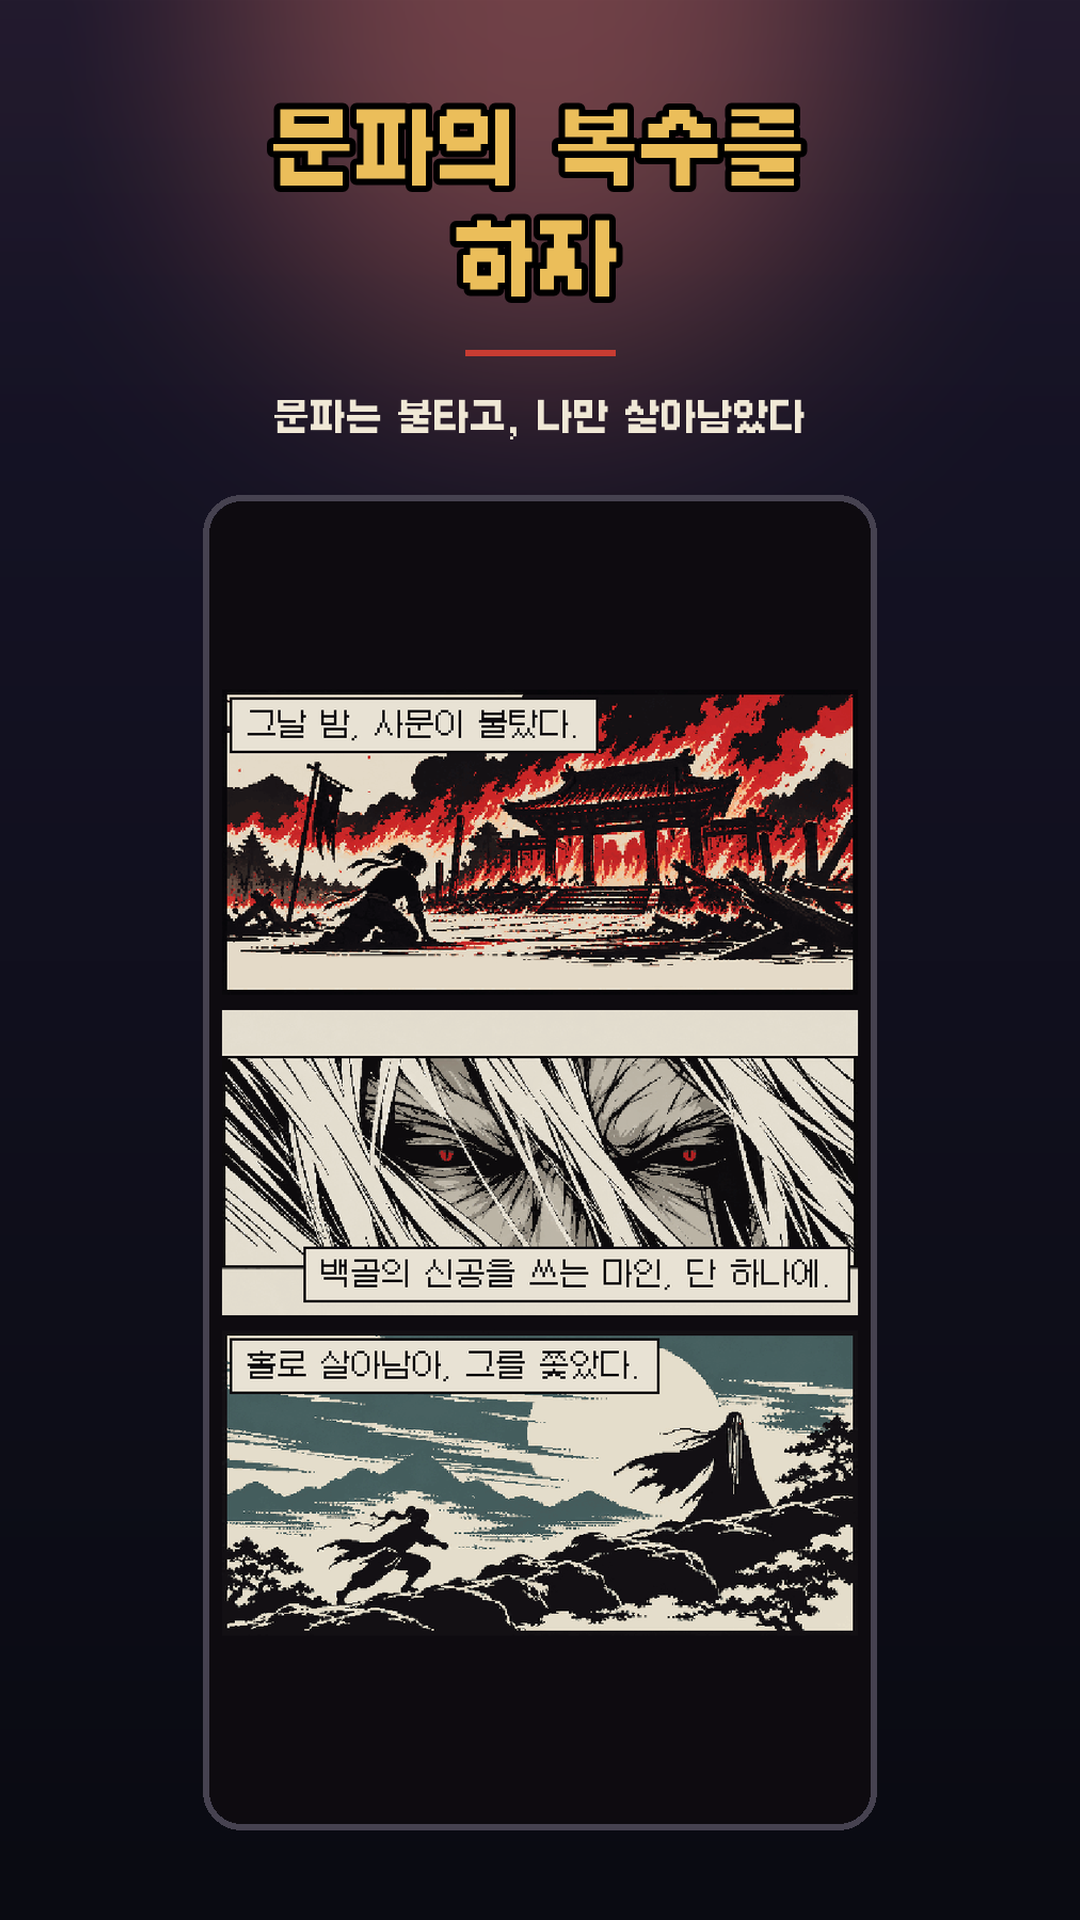 문파의 복수를
하자
문파는 불타고, 나만 살아남았다
그날 밤, 사문이 불탔다.
백골의 신공을 쓰는 마인, 단 하나에.
홀로 살아남아, 그를 쫓았다.